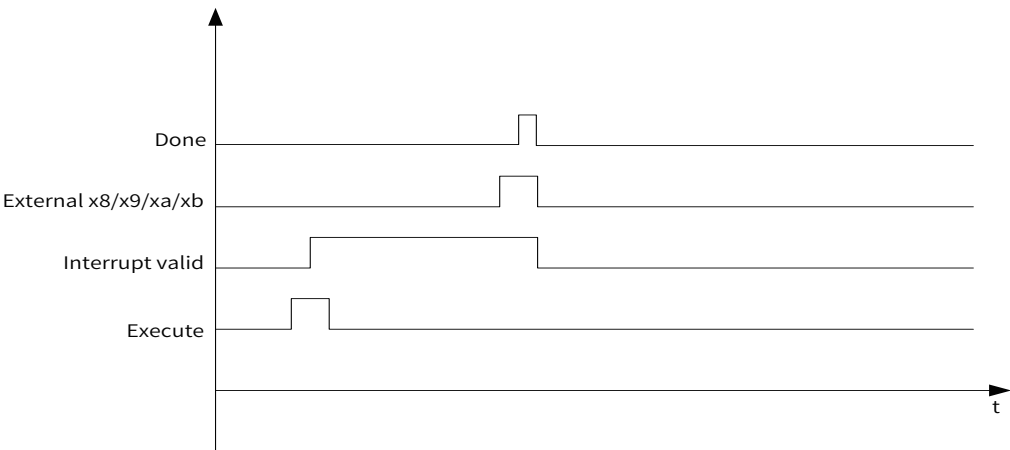 Done
External x8/x9/xa/xb
Interrupt valid
Execute
t